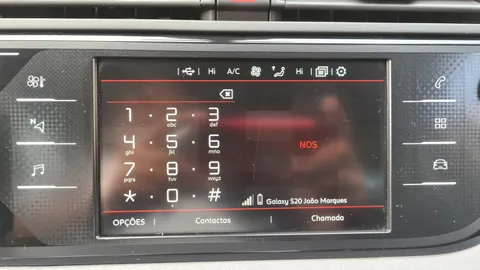 Hi A/C Hi
1 · 2 · 3
abc def
4 · 5 · 6
ghi jkl mno
NOS
7 · 8 · 9
pqrs tuv wxyz
* · 0 · #
Galaxy S20 João Marques
OPÇÕES Contactos Chamada
N